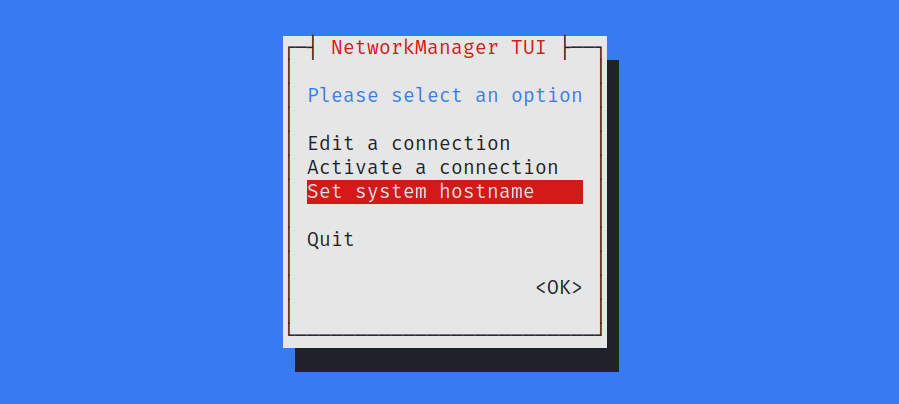 NetworkManager TUI
Please select an option
Edit a connection
Activate a connection
Set system hostname
Quit
<OK>